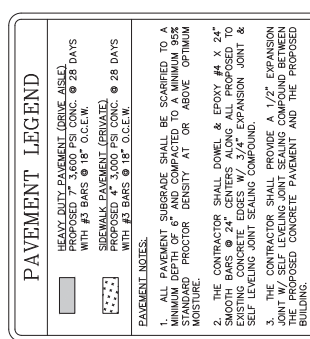 PAVEMENT LEGEND
HEAVY DUTY PAVEMENT (DRIVE AISLE)
PROPOSED 7" 3,600 PSI CONC. @ 28 DAYS
WITH #3 BARS @ 18" O.C.E.W.
SIDEWALK PAVEMENT (PRIVATE)
PROPOSED 4" 3,000 PSI CONC. @ 28 DAYS
WITH #3 BARS @ 18" O.C.E.W.
PAVEMENT NOTES:
1. ALL PAVEMENT SUBGRADE SHALL BE SCARIFIED TO A
MINIMUM DEPTH OF 6" AND COMPACTED TO A MINIMUM 95%
STANDARD PROCTOR DENSITY AT OR ABOVE OPTIMUM
MOISTURE.
2. THE CONTRACTOR SHALL DOWEL & EPOXY #4 X 24"
SMOOTH BARS @ 24" CENTERS ALONG ALL PROPOSED TO
EXISTING CONCRETE EDGES W/ 3/4" EXPANSION JOINT &
SELF LEVELING JOINT SEALING COMPOUND.
3. THE CONTRACTOR SHALL PROVIDE A 1/2" EXPANSION
JOINT W/ SELF LEVELING JOINT SEALING COMPOUND BETWEEN
THE PROPOSED CONCRETE PAVEMENT AND THE PROPOSED
BUILDING.